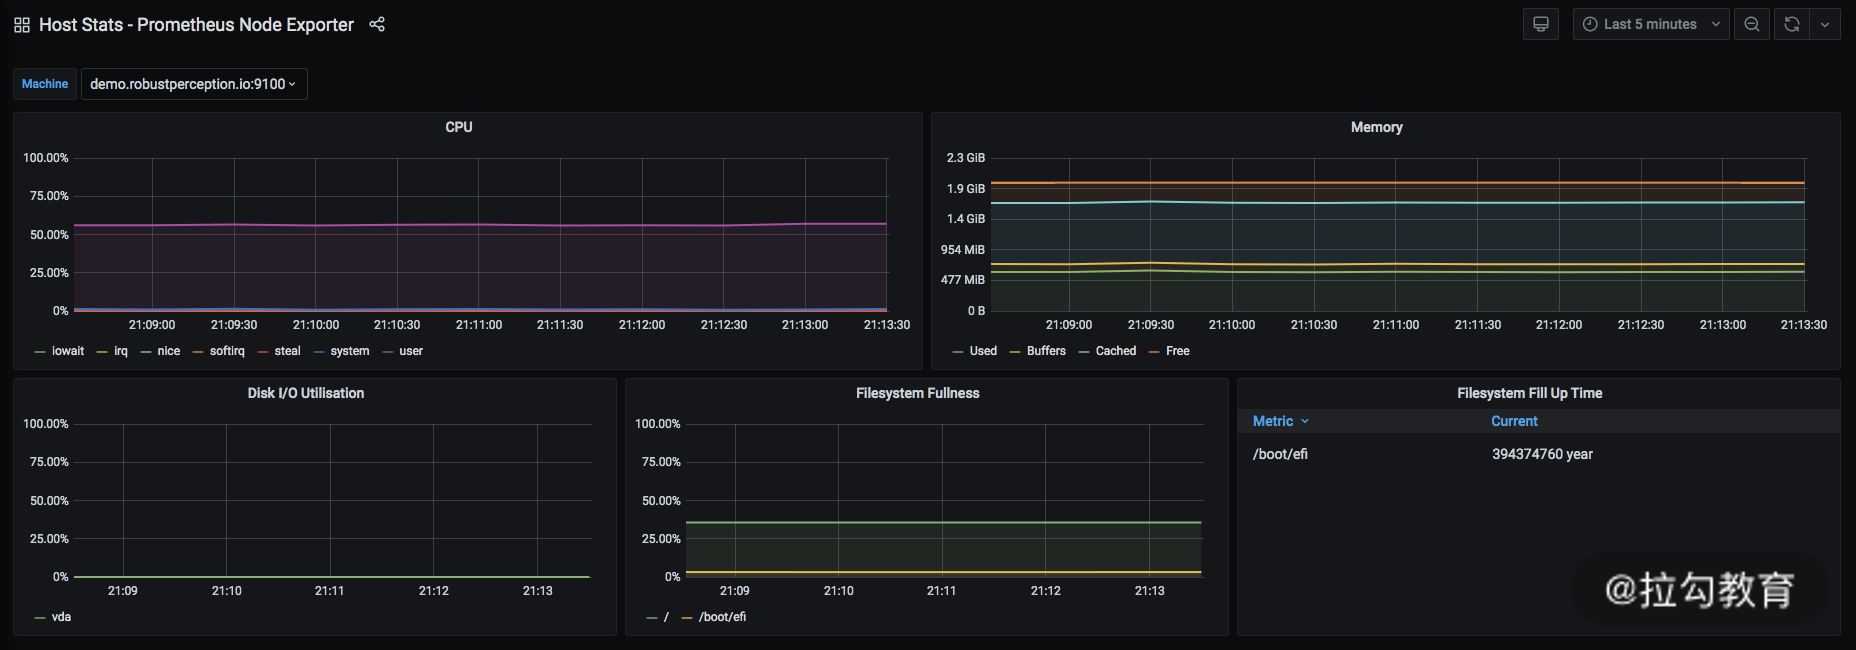 Host Stats - Prometheus Node Exporter
Last 5 minutes
Machine
demo.robustperception.io:9100
CPU
100.00%
75.00%
50.00%
25.00%
0%
21:09:00 21:09:30 21:10:00 21:10:30 21:11:00 21:11:30 21:12:00 21:12:30 21:13:00 21:13:30
iowait irq nice softirq steal system user
Memory
2.3 GiB
1.9 GiB
1.4 GiB
954 MiB
477 MiB
0 B
21:09:00 21:09:30 21:10:00 21:10:30 21:11:00 21:11:30 21:12:00 21:12:30 21:13:00 21:13:30
Used Buffers Cached Free
Disk I/O Utilisation
100.00%
75.00%
50.00%
25.00%
0%
21:09 21:10 21:11 21:12 21:13
vda
Filesystem Fullness
100.00%
75.00%
50.00%
25.00%
0%
21:09 21:10 21:11 21:12 21:13
/ /boot/efi
Filesystem Fill Up Time
Metric Current
/boot/efi 394374760 year
@拉勾教育